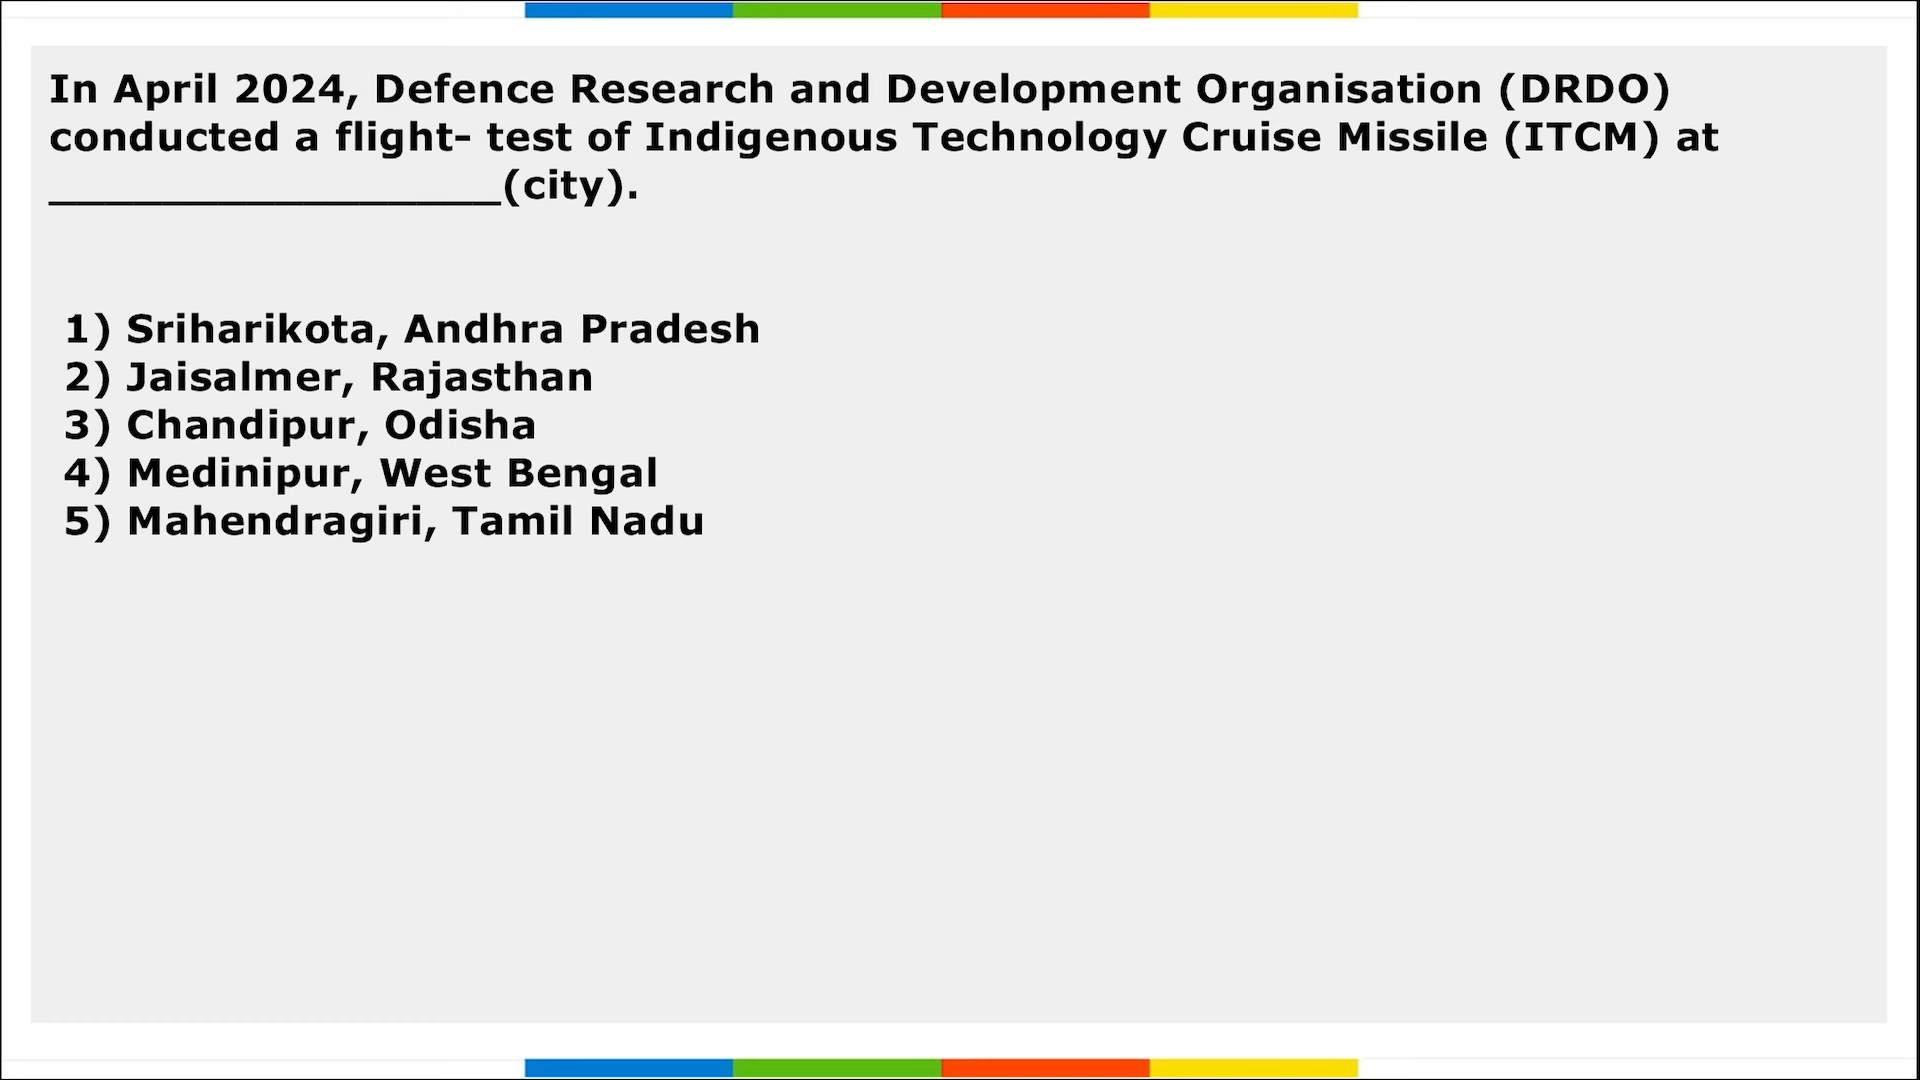 In April 2024, Defence Research and Development Organisation (DRDO)
conducted a flight- test of Indigenous Technology Cruise Missile (ITCM) at
__________________(city).
1) Sriharikota, Andhra Pradesh
2) Jaisalmer, Rajasthan
3) Chandipur, Odisha
4) Medinipur, West Bengal
5) Mahendragiri, Tamil Nadu